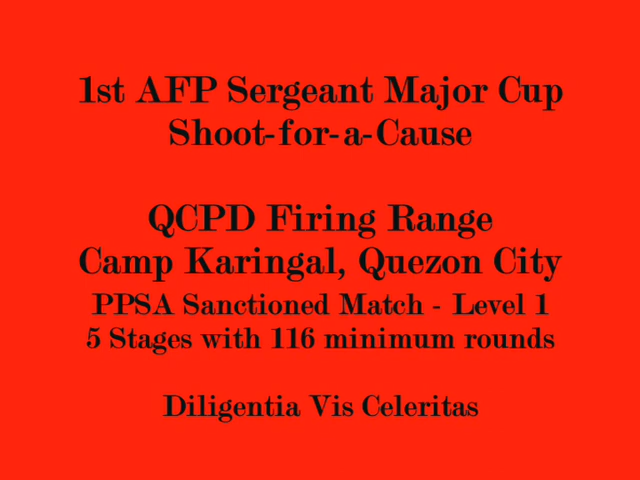 1st AFP Sergeant Major Cup
Shoot-for-a-Cause
QCPD Firing Range
Camp Karingal, Quezon City
PPSA Sanctioned Match - Level 1
5 Stages with 116 minimum rounds
Diligentia Vis Celeritas